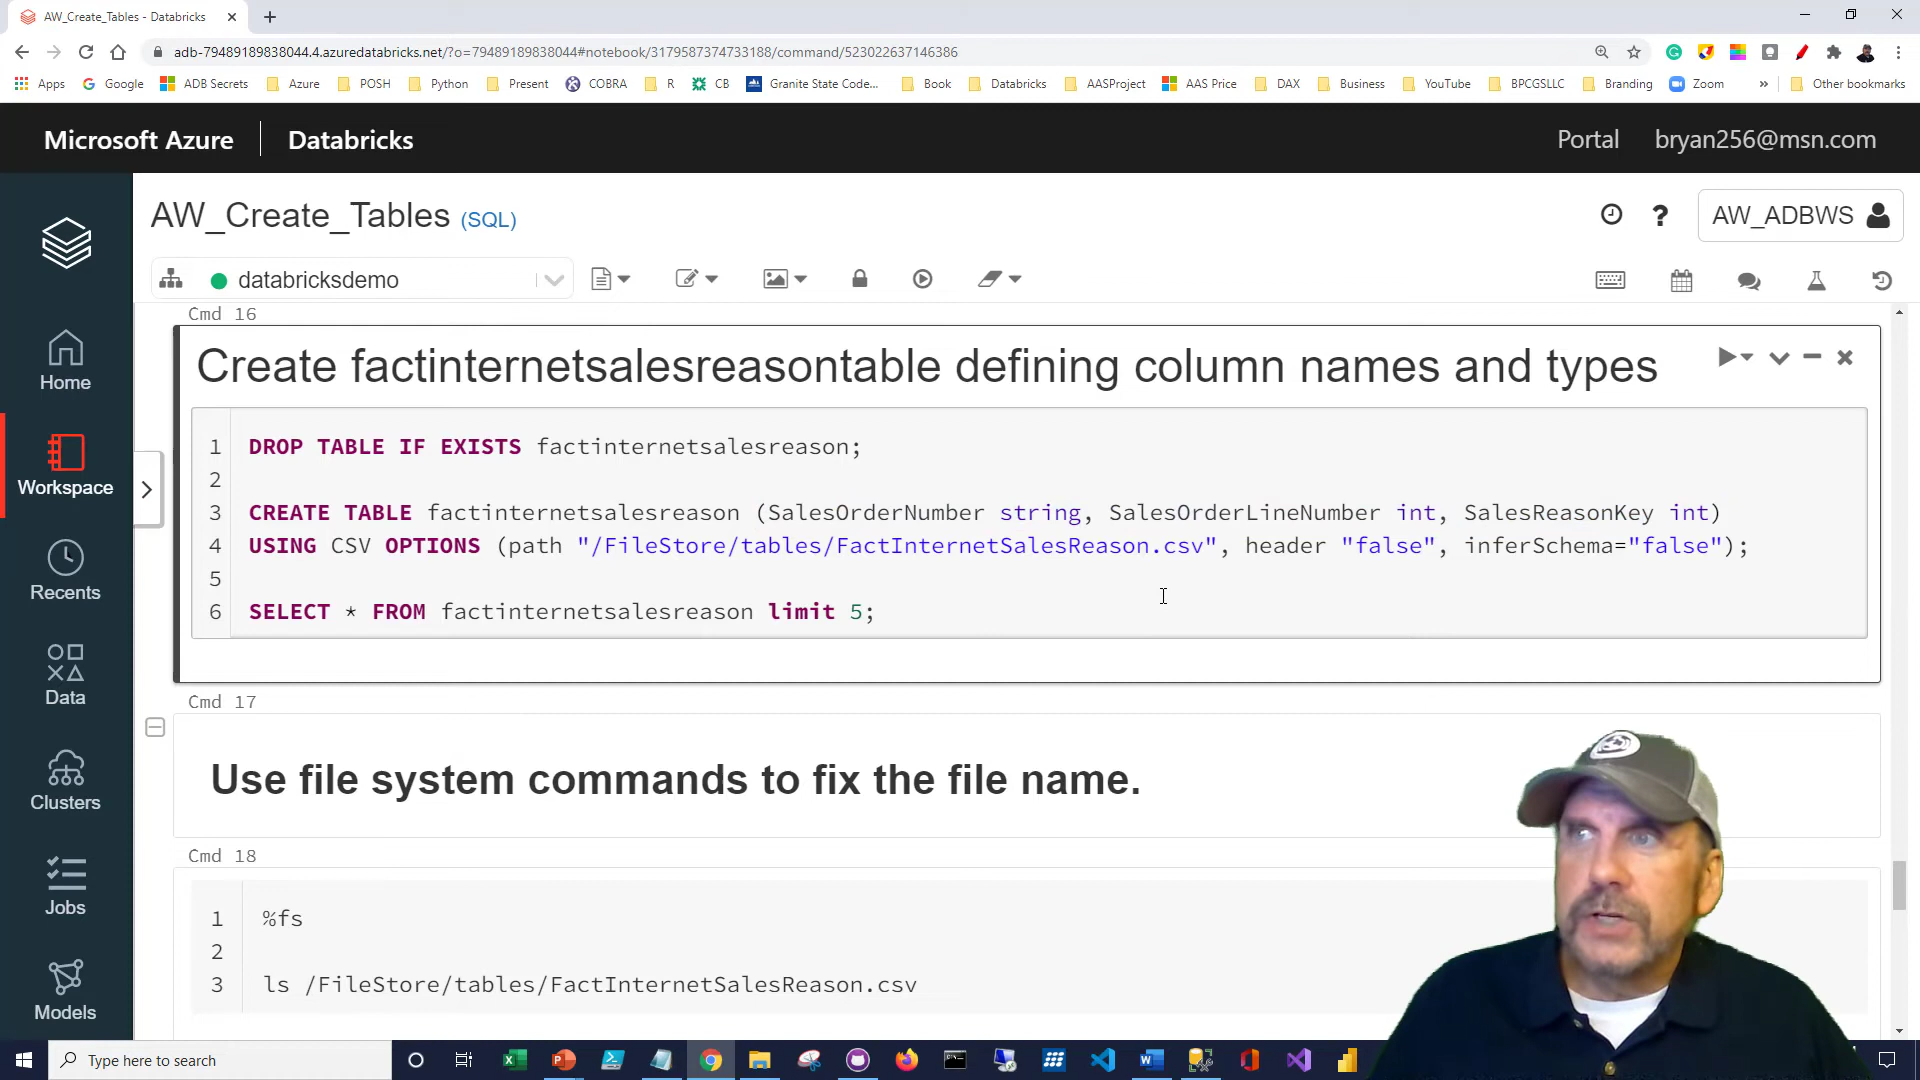 AW_Create_Tables - Databricks
adb-79489189838044.4.azuredatabricks.net/?o=79489189838044#notebook/3179587374733188/command/523022637146386
Apps Google ADB Secrets Azure POSH Python Present COBRA R CB Granite State Code... Book Databricks AASProject AAS Price DAX Business YouTube BPCGSLLC Branding Zoom » Other bookmarks
Microsoft Azure Databricks Portal bryan256@msn.com
AW_Create_Tables (SQL) ? AW_ADBWS
databricksdemo
Home
Workspace
Recents
Data
Clusters
Jobs
Models
Cmd 16
Create factinternetsalesreasontable defining column names and types
1 DROP TABLE IF EXISTS factinternetsalesreason;
2
3 CREATE TABLE factinternetsalesreason (SalesOrderNumber string, SalesOrderLineNumber int, SalesReasonKey int)
4 USING CSV OPTIONS (path "/FileStore/tables/FactInternetSalesReason.csv", header "false", inferSchema="false");
5
6 SELECT * FROM factinternetsalesreason limit 5;
Cmd 17
Use file system commands to fix the file name.
Cmd 18
1 %fs
2
3 ls /FileStore/tables/FactInternetSalesReason.csv
Type here to search